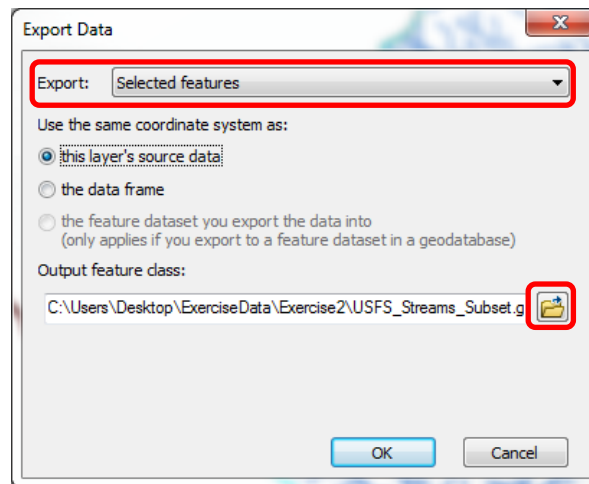 Export Data
Export: Selected features
Use the same coordinate system as:
this layer's source data
the data frame
the feature dataset you export the data into
(only applies if you export to a feature dataset in a geodatabase)
Output feature class:
C:\Users\Desktop\ExerciseData\Exercise2\USFS_Streams_Subset.g
OK Cancel